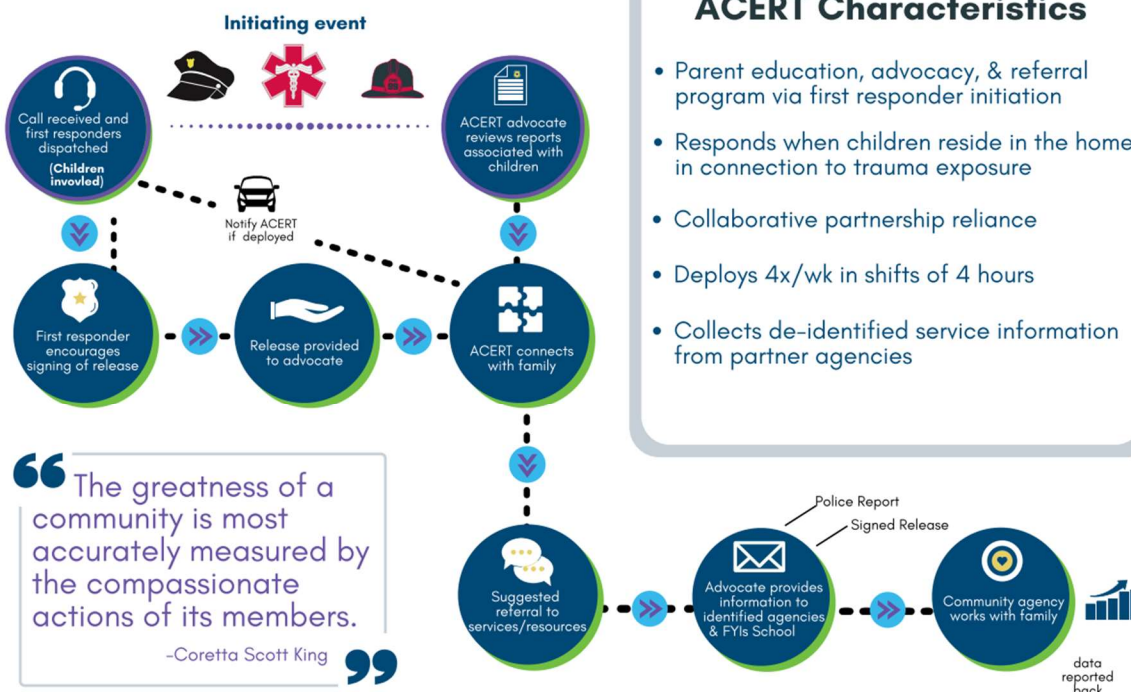 Initiating event
Call received and
first responders
dispatched
(Children
invovled)
ACERT advocate
reviews reports
associated with
children
Notify ACERT
if deployed
First responder
encourages
signing of release
Release provided
to advocate
ACERT connects
with family
ACERT Characteristics
• Parent education, advocacy, & referral
program via first responder initiation
• Responds when children reside in the home
in connection to trauma exposure
• Collaborative partnership reliance
• Deploys 4x/wk in shifts of 4 hours
• Collects de-identified service information
from partner agencies
“The greatness of a
community is most
accurately measured by
the compassionate
actions of its members.
-Coretta Scott King ”
Suggested
referral to
services/resources
Police Report
Signed Release
Advocate provides
information to
identified agencies
& FYIs School
Community agency
works with family
data
reported
back